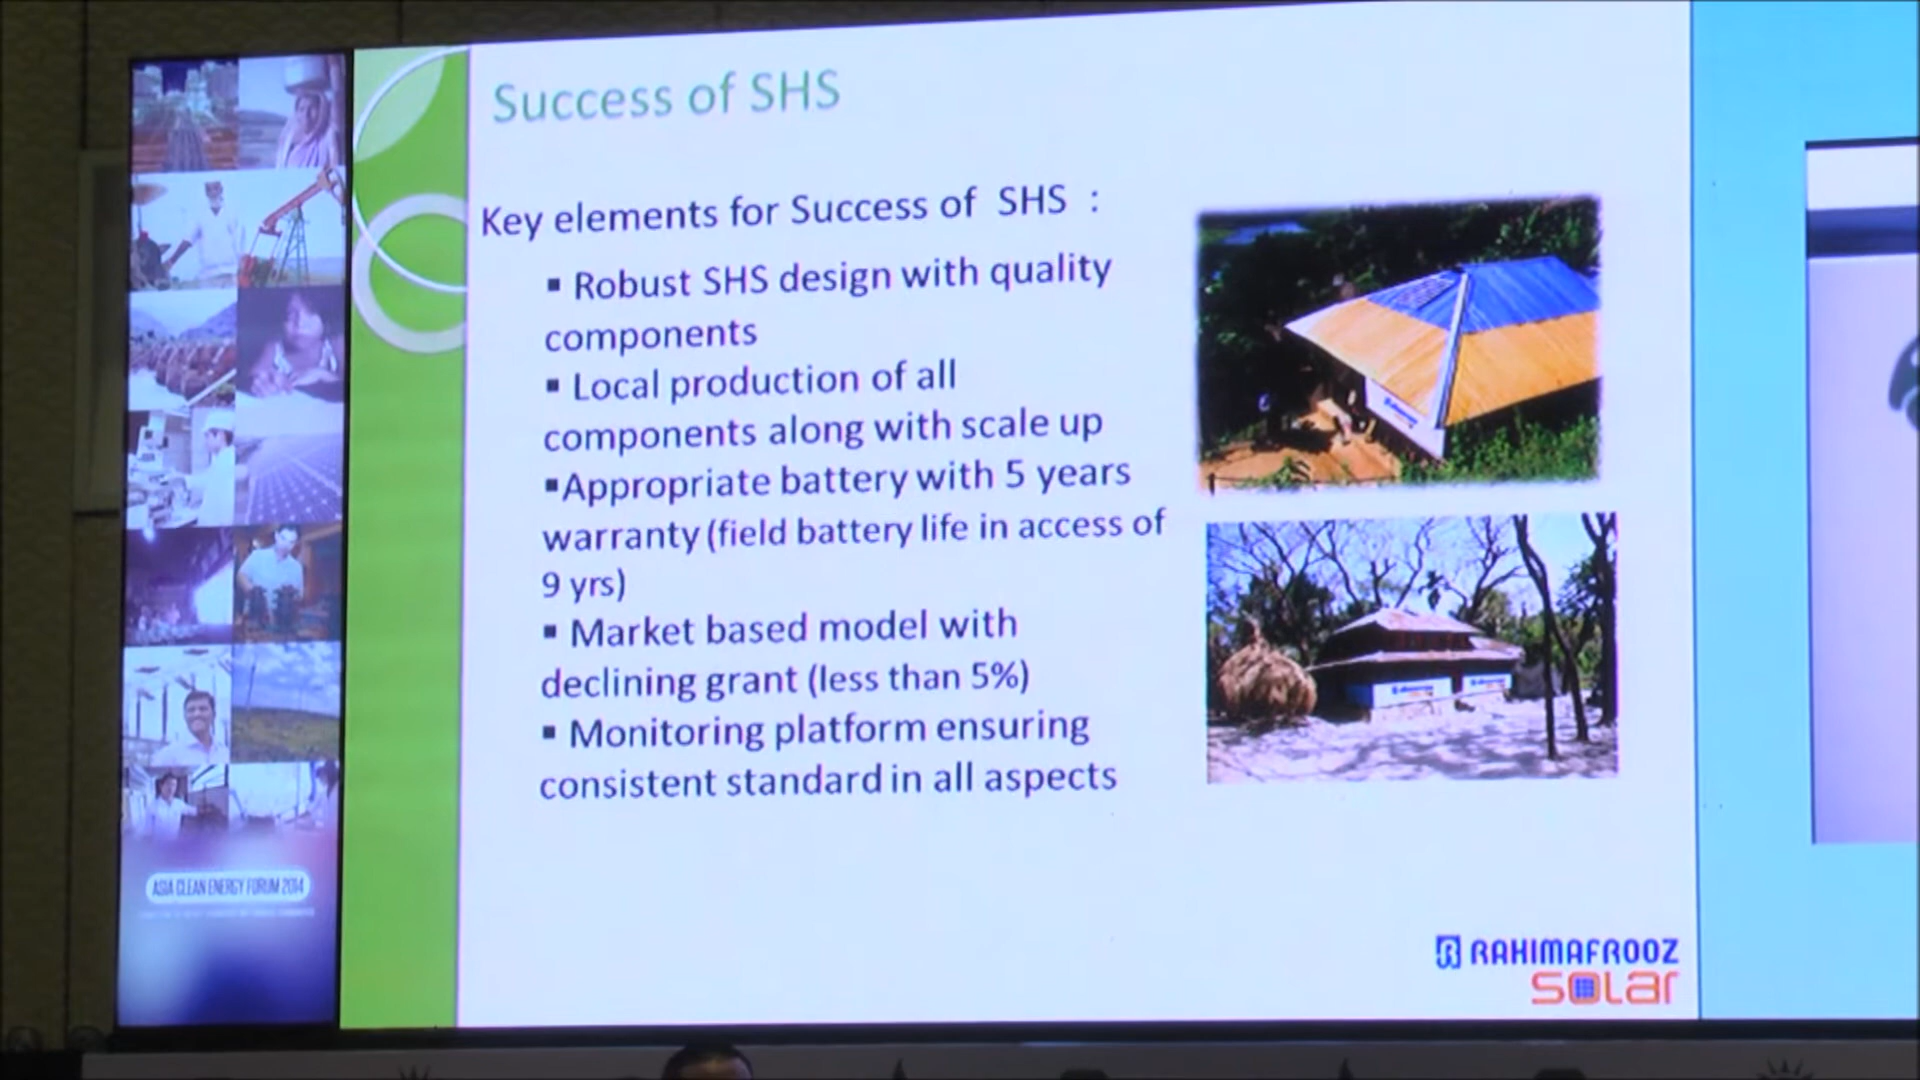 Success of SHS
Key elements for Success of SHS :
▪ Robust SHS design with quality
components
▪ Local production of all
components along with scale up
▪Appropriate battery with 5 years
warranty (field battery life in access of
9 yrs)
▪ Market based model with
declining grant (less than 5%)
▪ Monitoring platform ensuring
consistent standard in all aspects
ASIA CLEAN ENERGY FORUM 2014
RAHIMAFROOZ
SOLAR